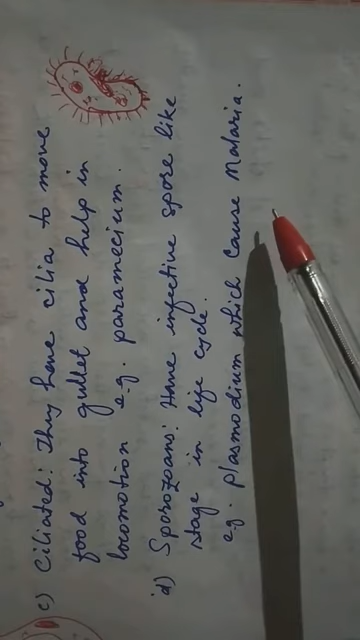 c) Ciliated: They have cilia to move
food into gullet and help in
locomotion e.g. paramecium.
d) Sporozoans: Have infective spore like
stage in life cycle.
e.g. Plasmodium which cause Malaria.